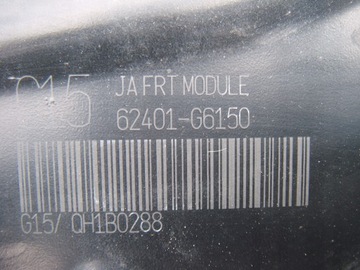 G15
JA FRT MODULE
62401-G6150
G15/ QH1B0288